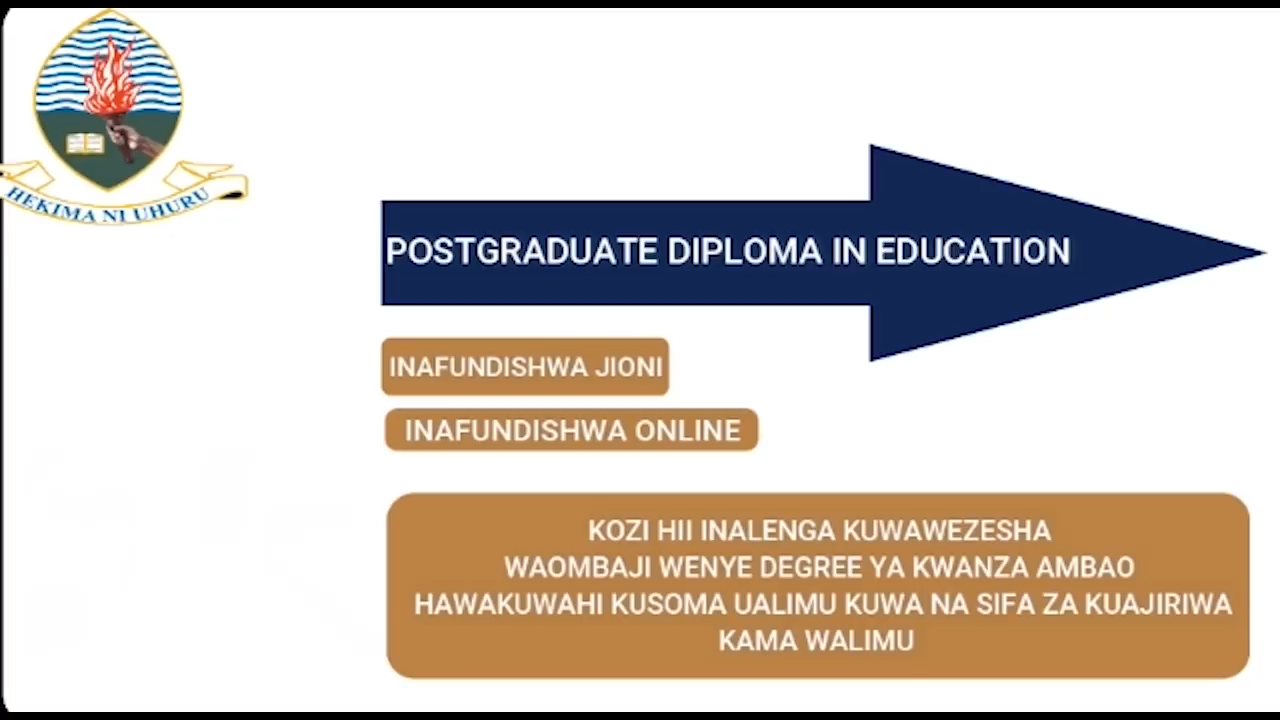 HEKIMA NI UHURU
POSTGRADUATE DIPLOMA IN EDUCATION
INAFUNDISHWA JIONI
INAFUNDISHWA ONLINE
KOZI HII INALENGA KUWAWEZESHA
WAOMBAJI WENYE DEGREE YA KWANZA AMBAO
HAWAKUWAHI KUSOMA UALIMU KUWA NA SIFA ZA KUAJIRIWA
KAMA WALIMU